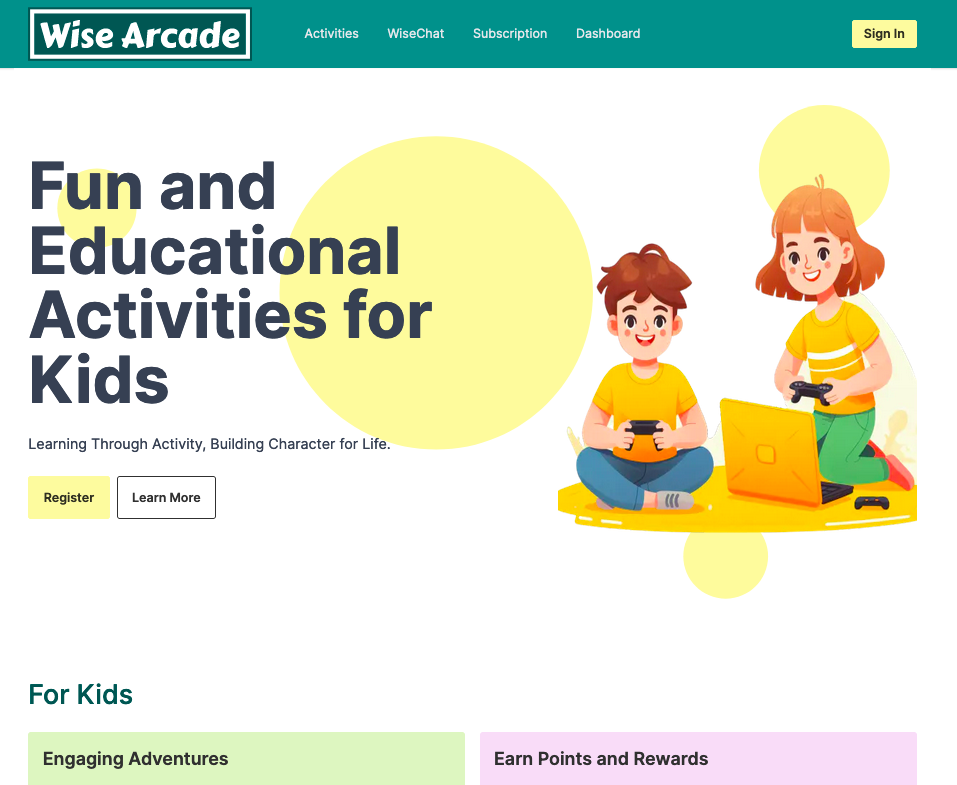 Wise Arcade
Activities
WiseChat
Subscription
Dashboard
Sign In
Fun and
Educational
Activities for
Kids
Learning Through Activity, Building Character for Life.
Register
Learn More
For Kids
Engaging Adventures
Earn Points and Rewards